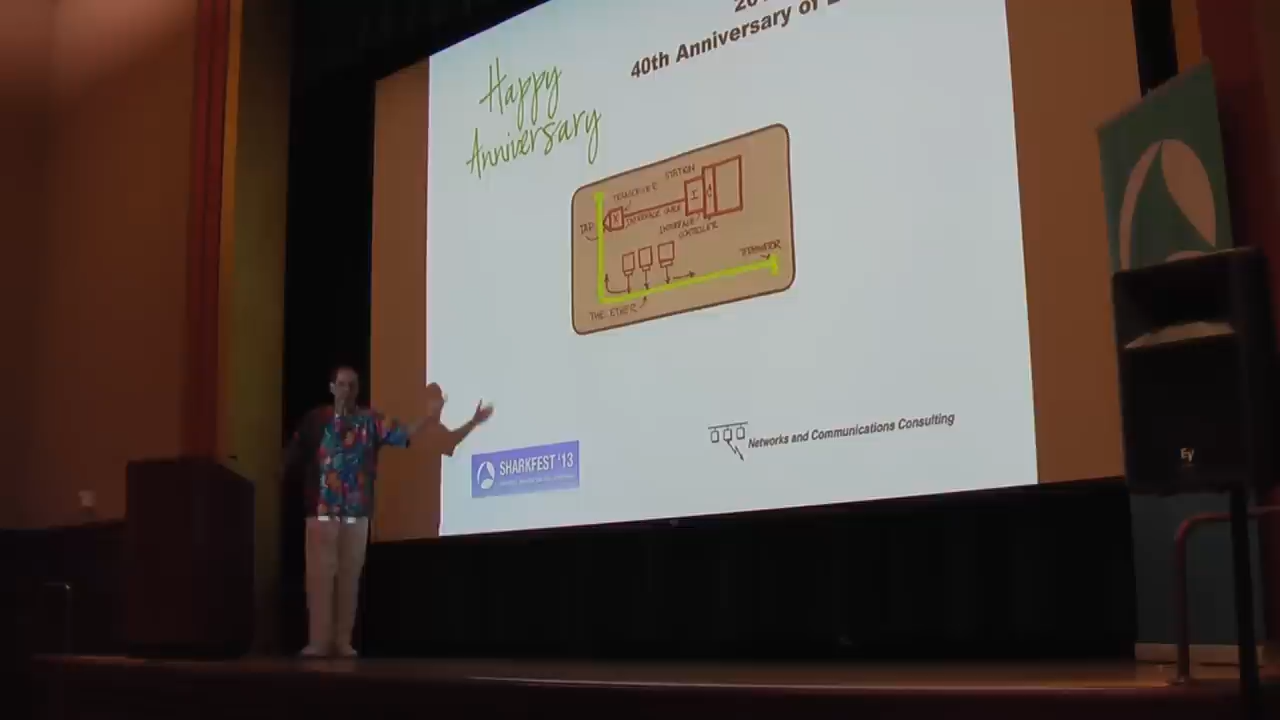 20
40th Anniversary of E
Happy
Anniversary
TRANSCEIVER
STATION
TAP
INTERFACE CABLE
INTERFACE
CONTROLLER
TERMINATOR
THE ETHER
Networks and Communications Consulting
SHARKFEST '13